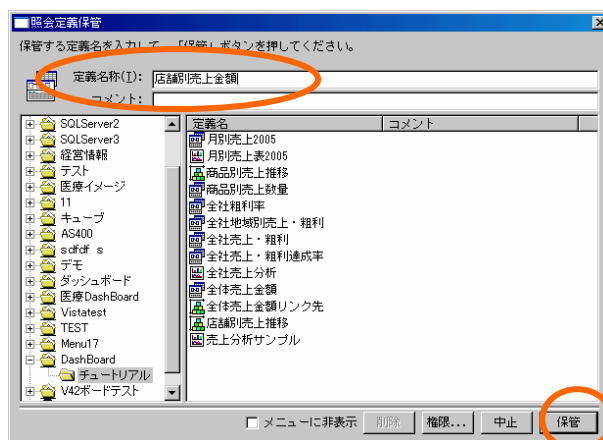 照会定義保管
保管する定義名を入力して、「保管」ボタンを押してください。
定義名称(I): 店舗別売上金額
コメント:
SQLServer2
SQLServer3
経営情報
テスト
医療イメージ
11
キューブ
AS400
sdfdf s
デモ
ダッシュボード
医療DashBoard
Vistatest
TEST
Menu17
DashBoard
チュートリアル
V42ボードテスト
定義名 コメント
月別売上2005
月別売上表2005
商品別売上推移
商品別売上数量
全社粗利率
全社地域別売上・粗利
全社売上・粗利
全社売上・粗利達成率
全社売上分析
全体売上金額
全体売上金額リンク先
店舗別売上推移
売上分析サンプル
メニューに非表示 削除 権限... 中止 保管